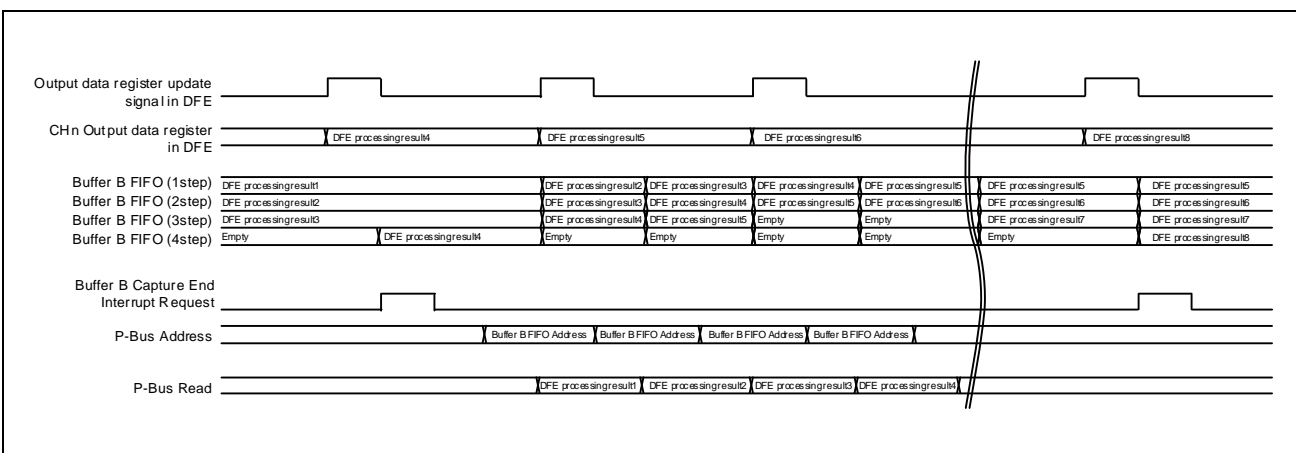 Output data register update
signal in DFE
CHn Output data register
in DFE
DFE processingresult4 DFE processingresult5 DFE processingresult6 DFE processingresult8
Buffer B FIFO (1step) DFE processingresult1 DFE processingresult2 DFE processingresult3 DFE processingresult4 DFE processingresult5 DFE processingresult5 DFE processingresult5
Buffer B FIFO (2step) DFE processingresult2 DFE processingresult3 DFE processingresult4 DFE processingresult5 DFE processingresult6 DFE processingresult6 DFE processingresult6
Buffer B FIFO (3step) DFE processingresult3 DFE processingresult4 DFE processingresult5 Empty Empty DFE processingresult7 DFE processingresult7
Buffer B FIFO (4step) Empty DFE processingresult4 Empty Empty Empty Empty Empty DFE processingresult8
Buffer B Capture End
Interrupt Request
P-Bus Address Buffer B FIFO Address Buffer B FIFO Address Buffer B FIFO Address Buffer B FIFO Address
P-Bus Read DFE processingresult1 DFE processingresult2 DFE processingresult3 DFE processingresult4